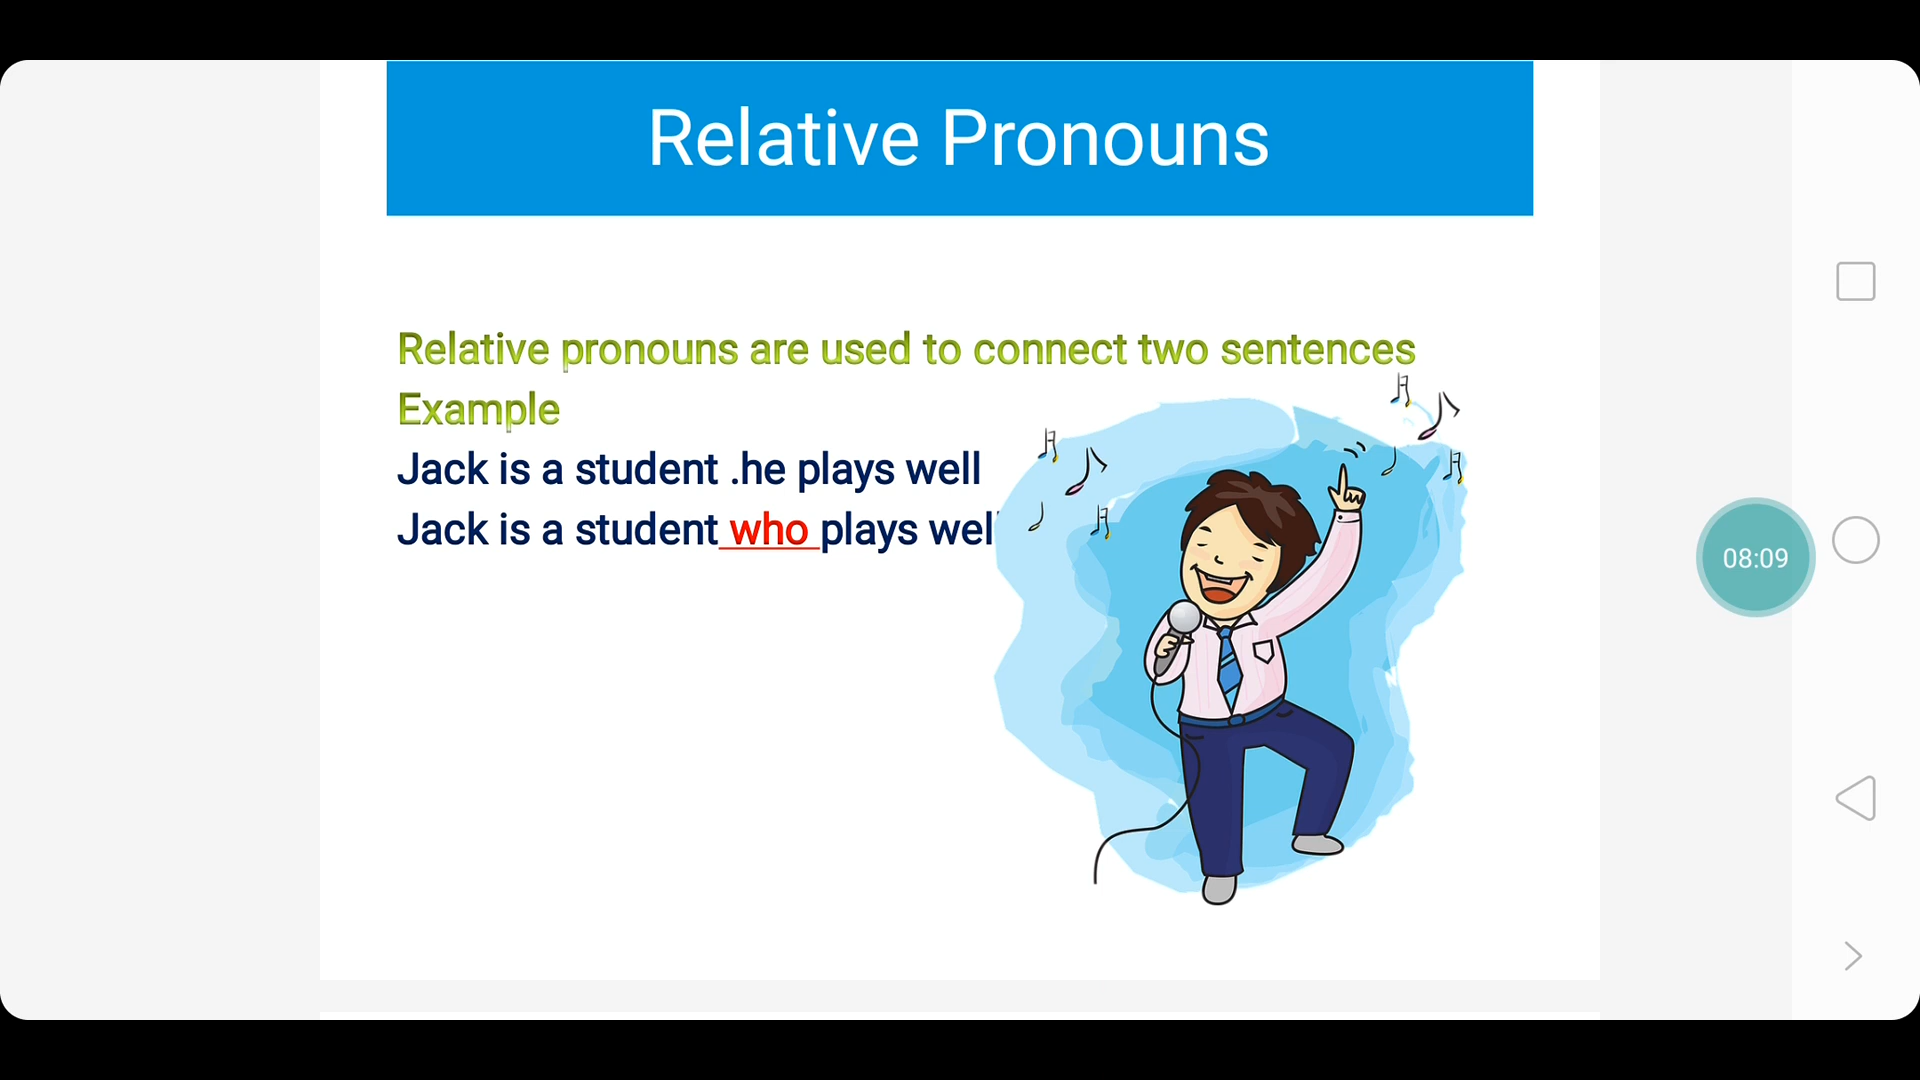 Relative Pronouns
Relative pronouns are used to connect two sentences
Example
Jack is a student .he plays well
Jack is a student who plays well
08:09